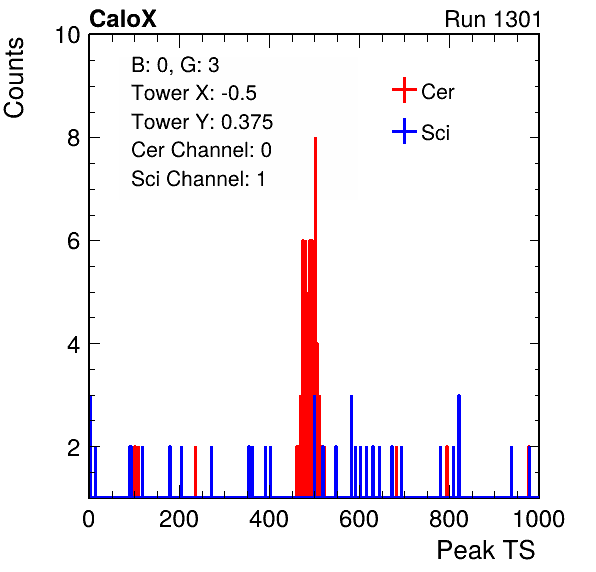 CaloX Run 1301
Counts
10
8
6
4
2
B: 0, G: 3
Tower X: -0.5
Tower Y: 0.375
Cer Channel: 0
Sci Channel: 1
Cer
Sci
0 200 400 600 800 1000
Peak TS